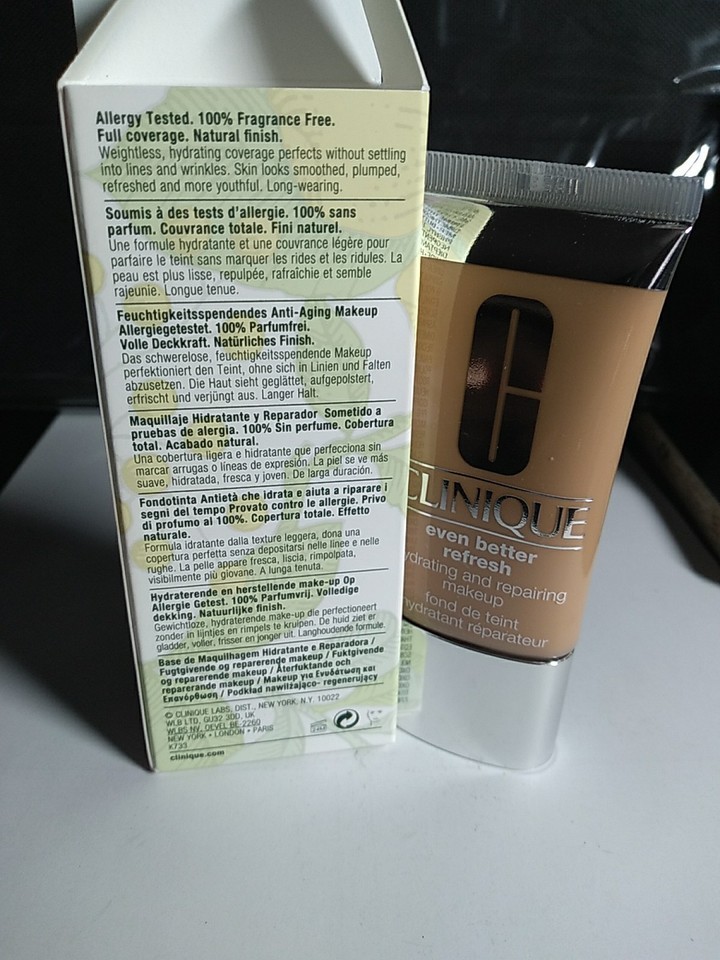 Allergy Tested. 100% Fragrance Free.
Full coverage. Natural finish.
Weightless, hydrating coverage perfects without settling
into lines and wrinkles. Skin looks smoothed, plumped,
refreshed and more youthful. Long-wearing.
Soumis à des tests d'allergie. 100% sans
parfum. Couvrance totale. Fini naturel.
Une formule hydratante et une couvrance légère pour
parfaire le teint sans marquer les rides et les ridules. La
peau est plus lisse, repulpée, rafraîchie et semble
rajeunie. Longue tenue.
Feuchtigkeitsspendendes Anti-Aging Makeup
Allergiegetestet. 100% Parfumfrei.
Volle Deckkraft. Natürliches Finish.
Das schwerelose, feuchtigkeitsspendende Makeup
perfektioniert den Teint, ohne sich in Linien und Falten
abzusetzen. Die Haut sieht geglättet, aufgepolstert,
erfrischt und verjüngt aus. Langer Halt.
Maquillaje Hidratante y Reparador Sometido a
pruebas de alergia. 100% Sin perfume. Cobertura
total. Acabado natural.
Una cobertura ligera e hidratante que perfecciona sin
marcar arrugas o líneas de expresión. La piel se ve más
suave, hidratada, fresca y joven. De larga duración.
Fondotinta Antietà che idrata e aiuta a riparare i
segni del tempo Provato contro le allergie. Privo
di profumo al 100%. Copertura totale. Effetto
naturale.
Formula idratante dalla texture leggera, dona una
copertura perfetta senza depositarsi nelle linee e nelle
rughe. La pelle appare fresca, liscia, rimpolpata,
visibilmente più giovane. A lunga tenuta.
Hydraterende en herstellende make-up Op
Allergie Getest. 100% Parfumvrij. Volledige
dekking. Natuurlijke finish.
Gewichtloze, hydraterende make-up die perfectioneert
zonder in lijntjes en rimpels te kruipen. De huid ziet er
gladder, voller, frisser en jonger uit. Langhoudende formule.
Base de Maquilhagem Hidratante e Reparadora /
Fugtgivende og reparerende makeup / Fuktgivende
og reparerende makeup / Återfuktande och
reparerande makeup / Makeup για Ενυδάτωση και
Επανόρθωση / Podkład nawilżająco- regenerujący
© CLINIQUE LABS, DIST., NEW YORK, N.Y. 10022
WLB LTD, GU32 3DD, UK
WLBS NV, OEVEL BE-2260
NEW YORK • LONDON • PARIS
K733
clinique.com
CLINIQUE
even better
refresh
ydrating and repairing
makeup
fond de teint
hydratant réparateur